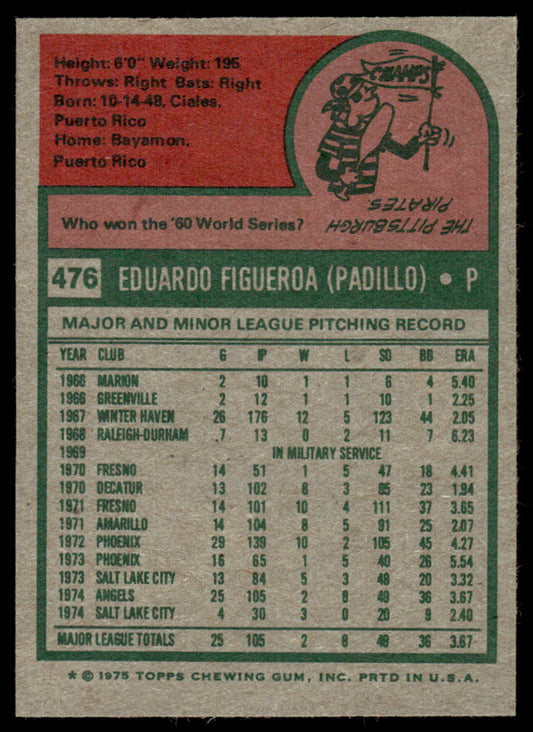 Height: 6'0" Weight: 195
Throws: Right Bats: Right
Born: 10-14-48, Ciales,
Puerto Rico
Home: Bayamon,
Puerto Rico
CHAMPS
Who won the '60 World Series?
THE PITTSBURGH
PIRATES
476 EDUARDO FIGUEROA (PADILLO) • P
MAJOR AND MINOR LEAGUE PITCHING RECORD
YEAR CLUB G IP W L SO BB ERA
1966 MARION 2 10 1 1 6 4 5.40
1966 GREENVILLE 2 12 1 1 10 1 2.25
1967 WINTER HAVEN 26 176 12 5 123 44 2.05
1968 RALEIGH-DURHAM 7 13 0 2 11 7 6.23
1969 IN MILITARY SERVICE
1970 FRESNO 14 51 1 5 47 18 4.41
1970 DECATUR 13 102 8 3 85 23 1.94
1971 FRESNO 14 101 10 4 111 37 3.65
1971 AMARILLO 14 104 8 5 91 25 2.07
1972 PHOENIX 29 139 10 2 105 45 4.27
1973 PHOENIX 16 65 1 5 40 26 5.54
1973 SALT LAKE CITY 13 84 5 3 48 20 3.32
1974 ANGELS 25 105 2 8 49 36 3.67
1974 SALT LAKE CITY 4 30 3 0 20 9 2.40
MAJOR LEAGUE TOTALS 25 105 2 8 49 36 3.67
* © 1975 TOPPS CHEWING GUM, INC. PRTD IN U.S.A.